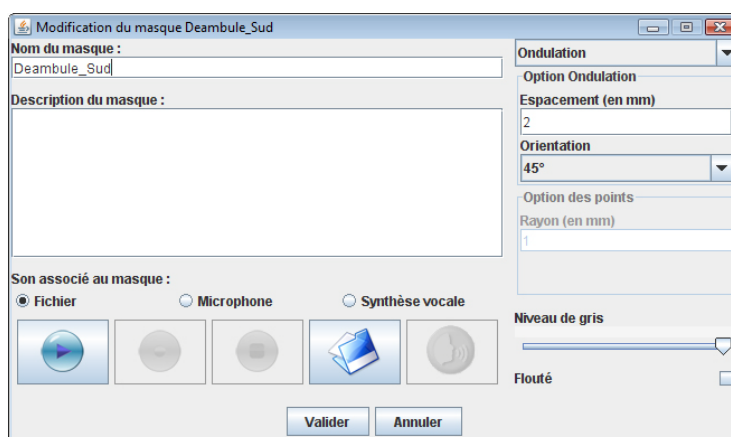 Modification du masque Deambule_Sud
Nom du masque :
Deambule_Sud
Description du masque :
Son associé au masque :
Fichier
Microphone
Synthèse vocale
Valider
Annuler
Ondulation
Option Ondulation
Espacement (en mm)
2
Orientation
45°
Option des points
Rayon (en mm)
1
Niveau de gris
Flouté